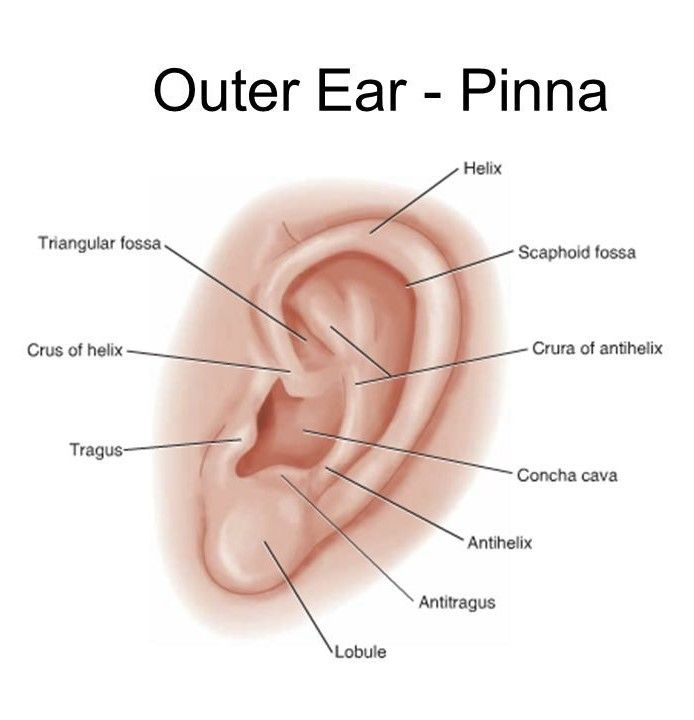 Outer Ear - Pinna
Helix
Triangular fossa
Scaphoid fossa
Crus of helix
Crura of antihelix
Tragus
Concha cava
Antihelix
Antitragus
Lobule